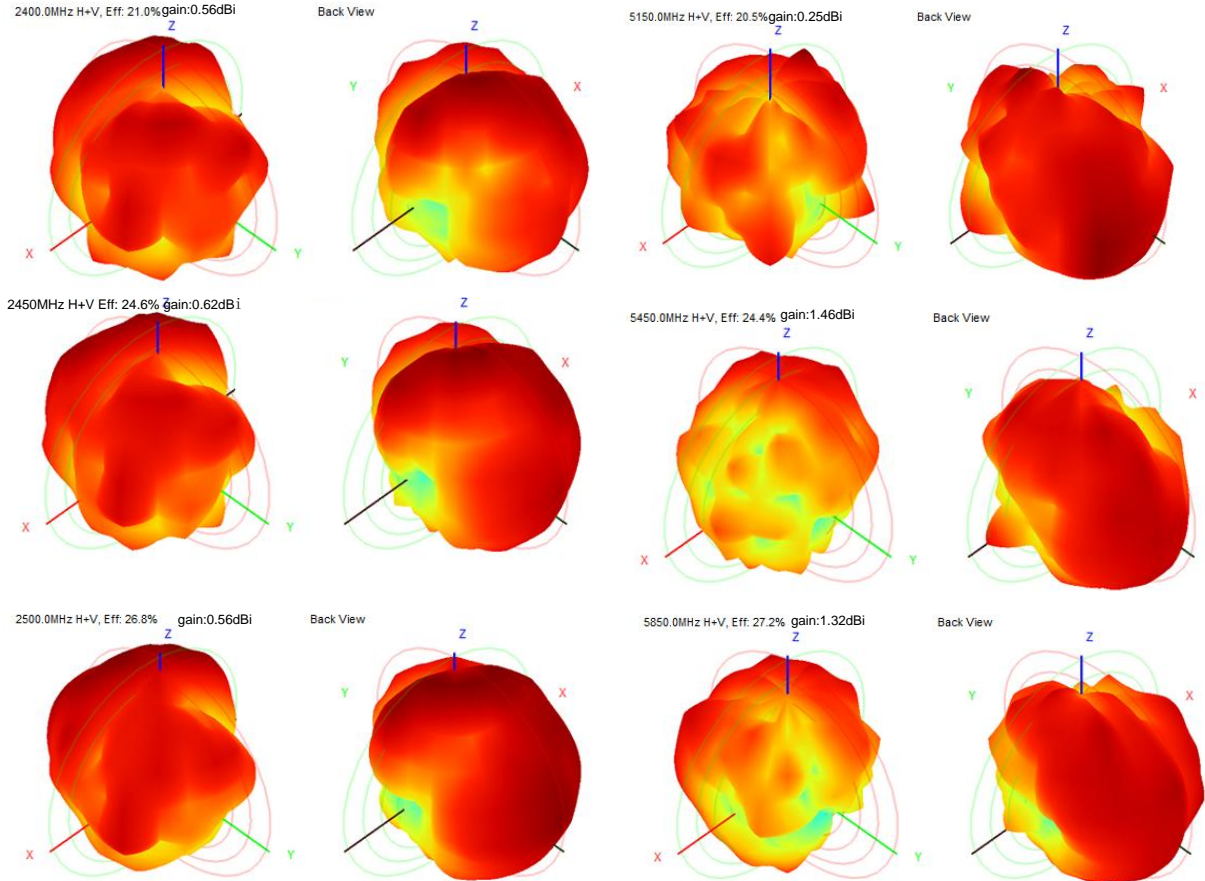 2400.0MHz H+V, Eff: 21.0% gain:0.56dBi
Z
X
Y
Back View
Z
Y
X
5150.0MHz H+V, Eff: 20.5% gain:0.25dBi
Z
X
Y
Back View
Z
Y
X
2450MHz H+V Eff: 24.6% gain:0.62dBi
Z
X
Y
Z
Y
X
5450.0MHz H+V, Eff: 24.4% gain:1.46dBi
Z
X
Y
Back View
Z
Y
X
2500.0MHz H+V, Eff: 26.8% gain:0.56dBi
Z
X
Y
Back View
Z
Y
X
5850.0MHz H+V, Eff: 27.2% gain:1.32dBi
Z
X
Y
Back View
Z
Y
X